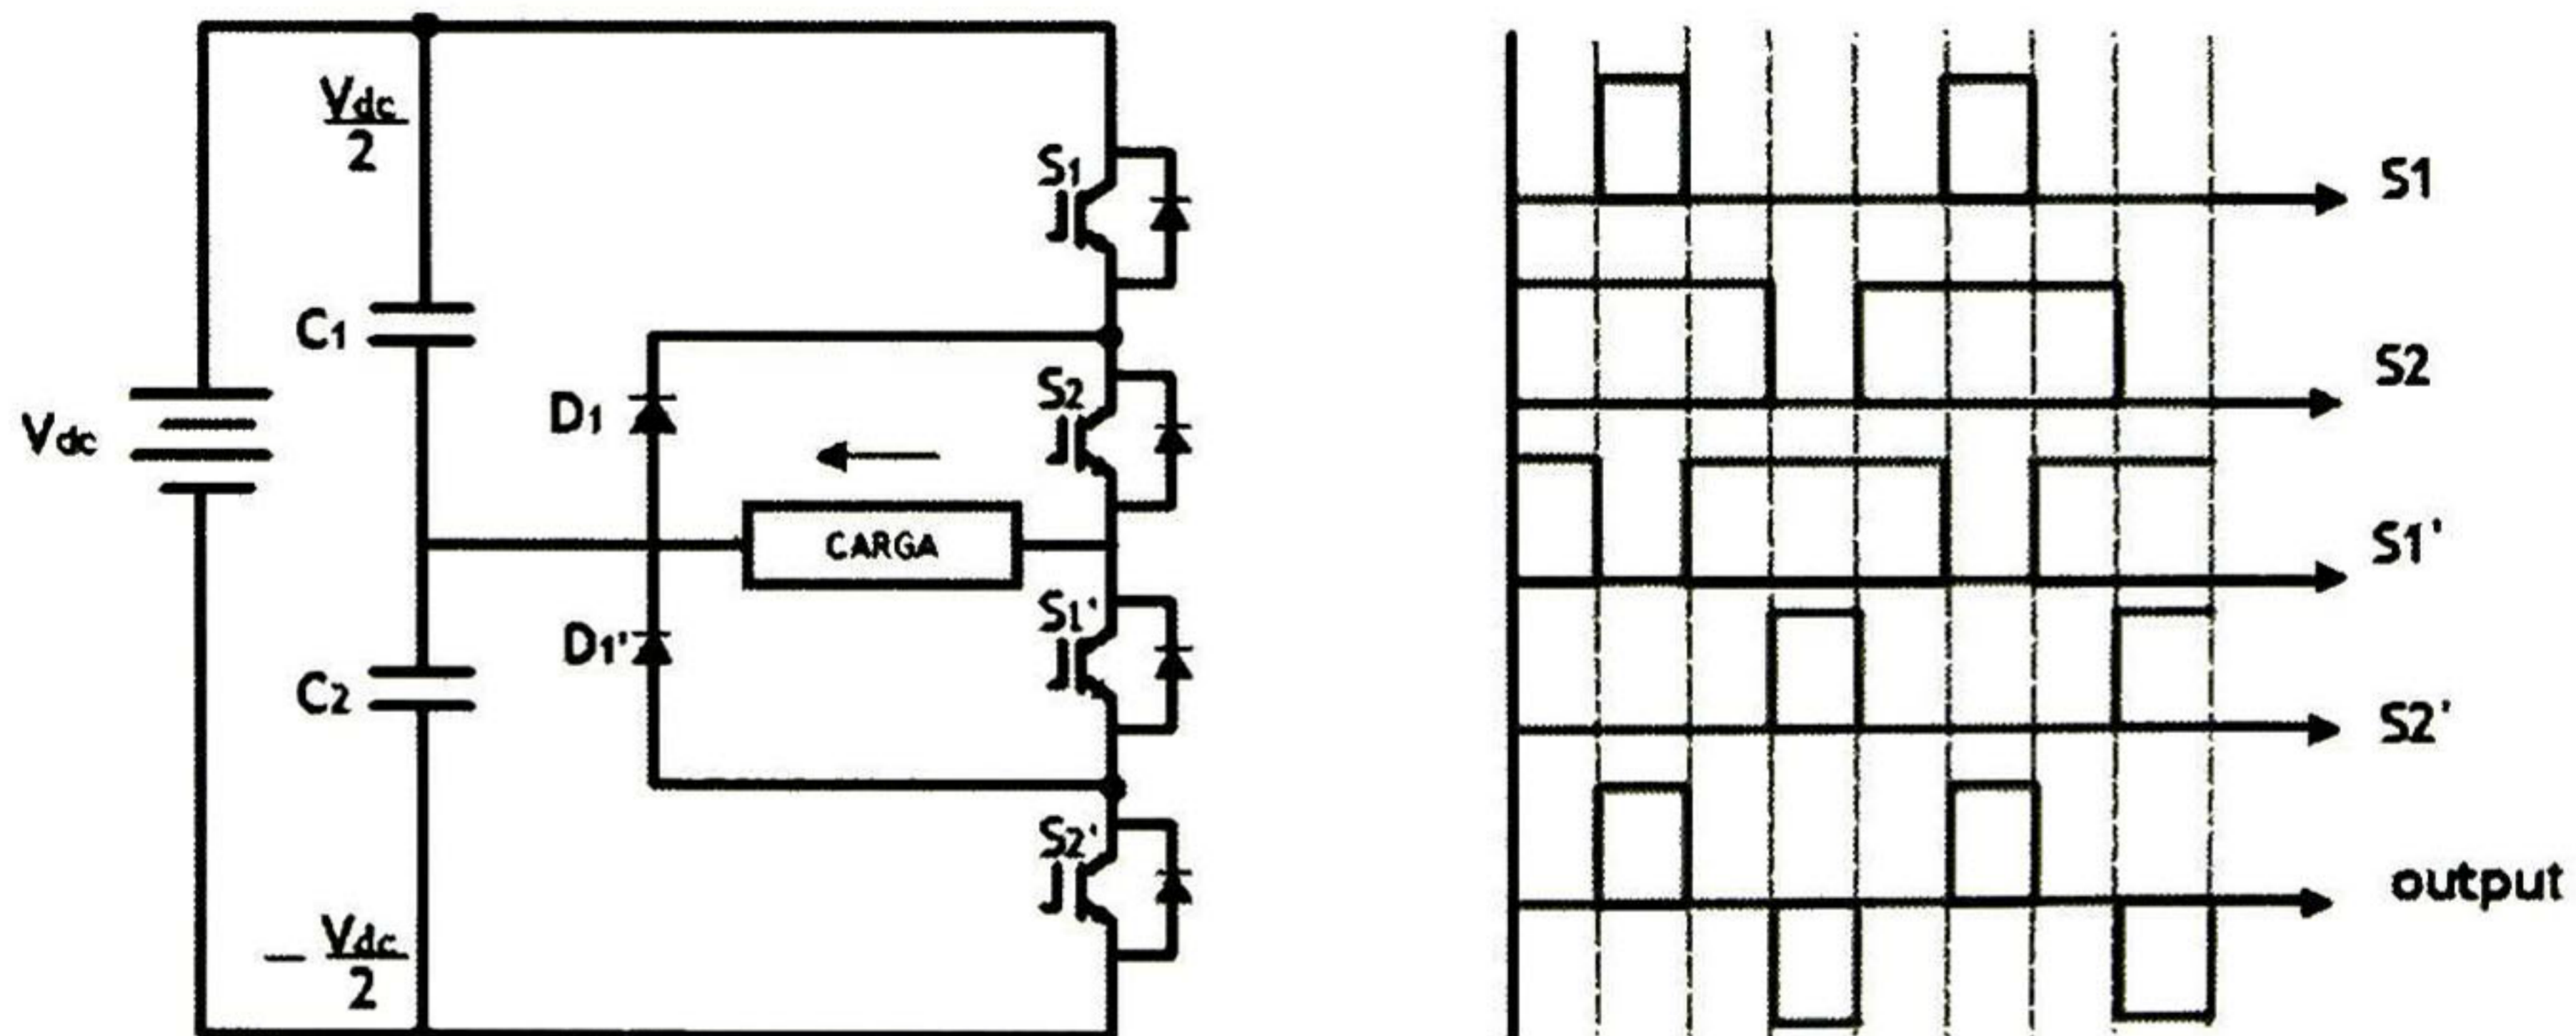 Vdc
2
C1
Vdc
C2
− Vdc
2
D1
CARGA
D1'
S1
S2
S1'
S2'
S1
S2
S1'
S2'
output